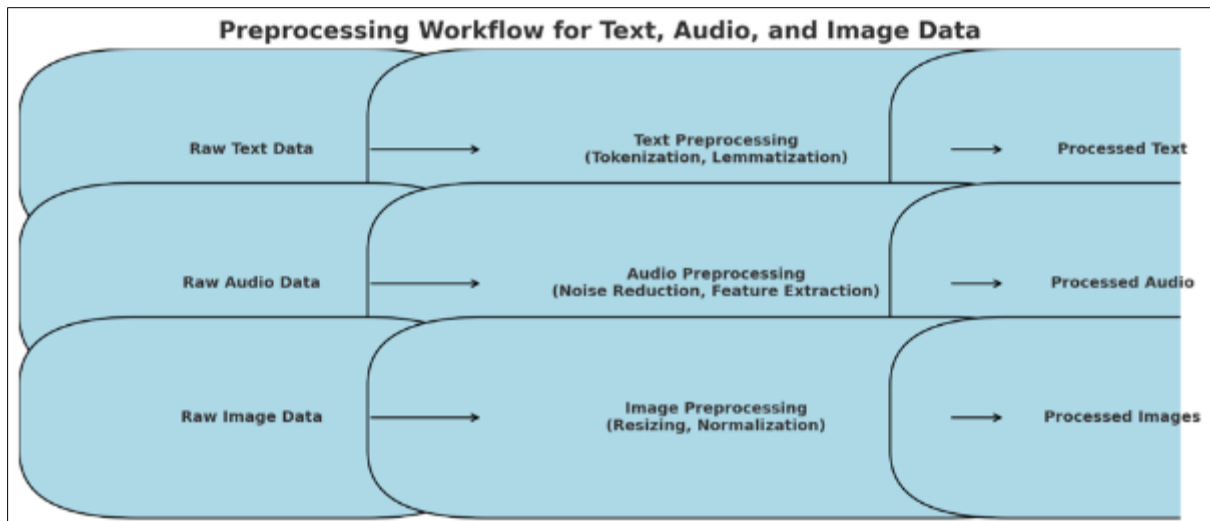 Preprocessing Workflow for Text, Audio, and Image Data
Raw Text Data
Text Preprocessing
(Tokenization, Lemmatization)
Processed Text
Raw Audio Data
Audio Preprocessing
(Noise Reduction, Feature Extraction)
Processed Audio
Raw Image Data
Image Preprocessing
(Resizing, Normalization)
Processed Images